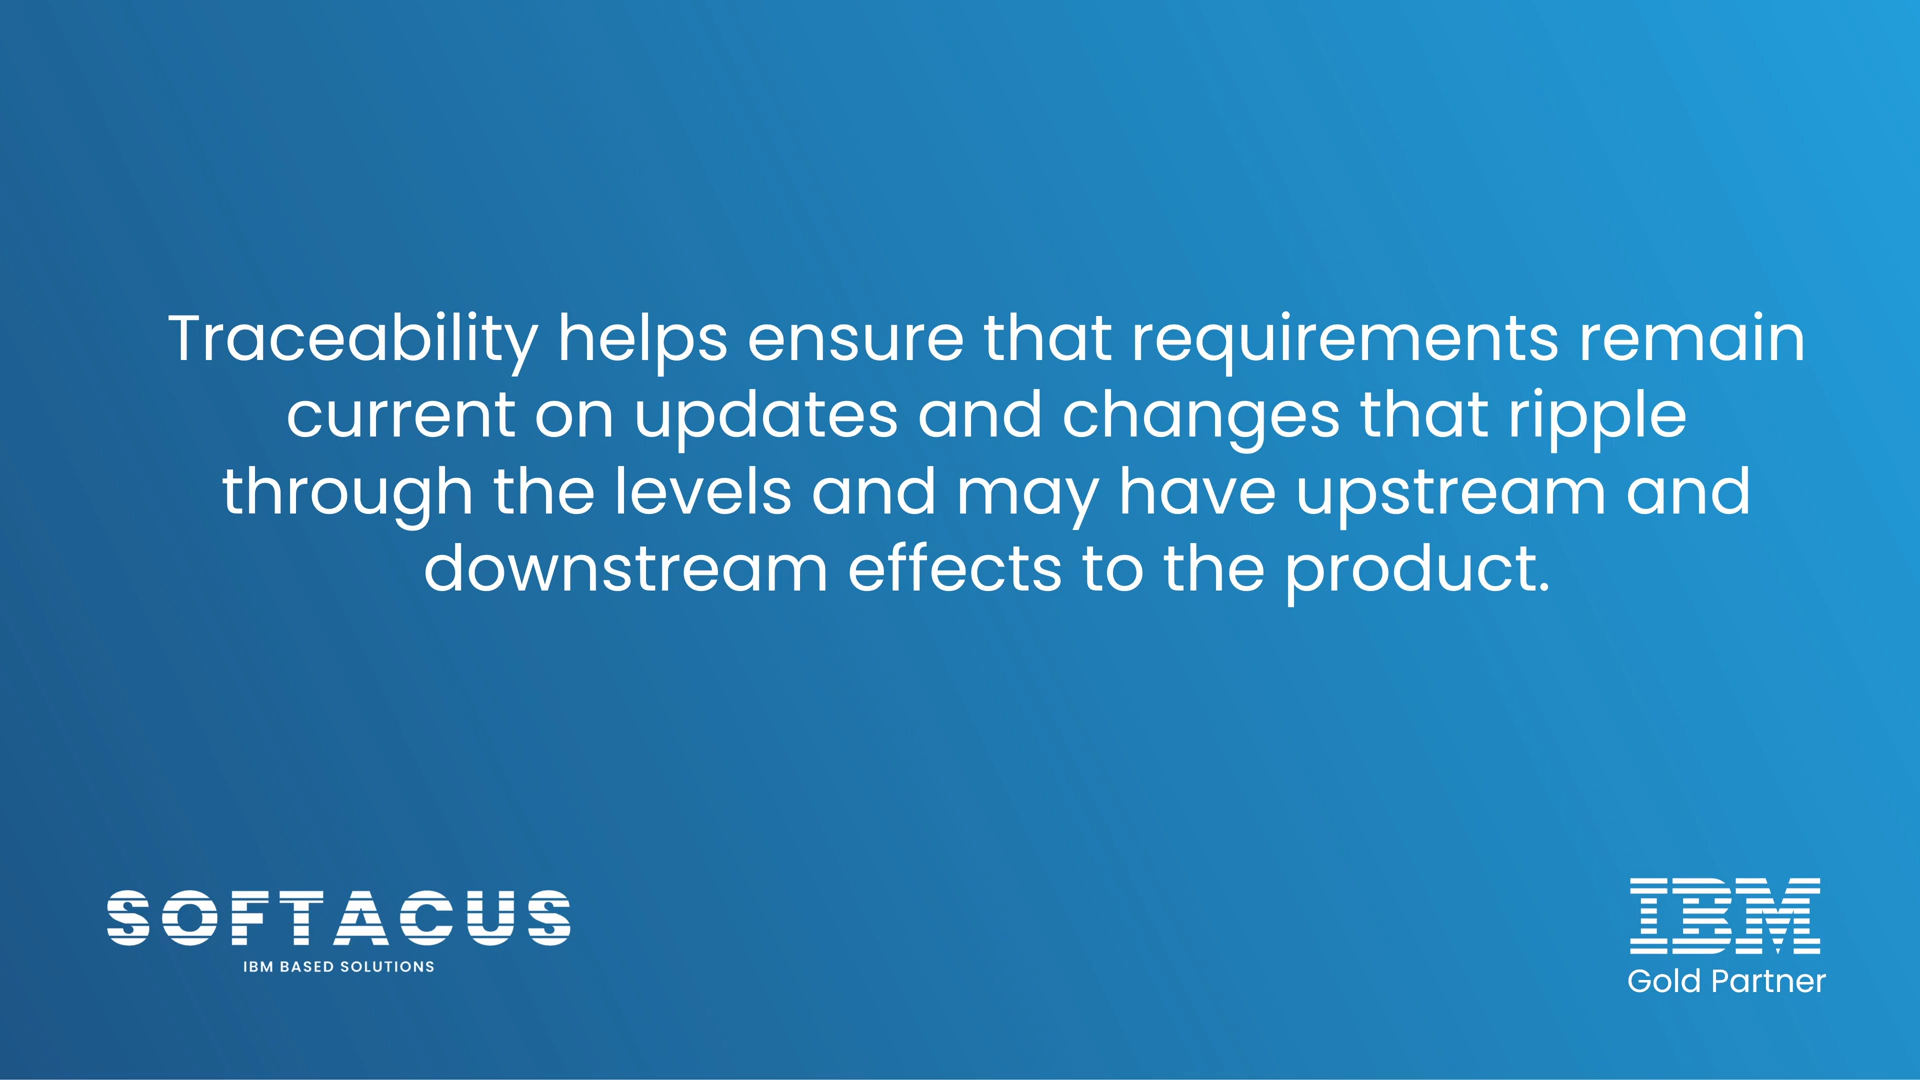 Traceability helps ensure that requirements remain
current on updates and changes that ripple
through the levels and may have upstream and
downstream effects to the product.
SOFTACUS
IBM BASED SOLUTIONS
IBM
Gold Partner